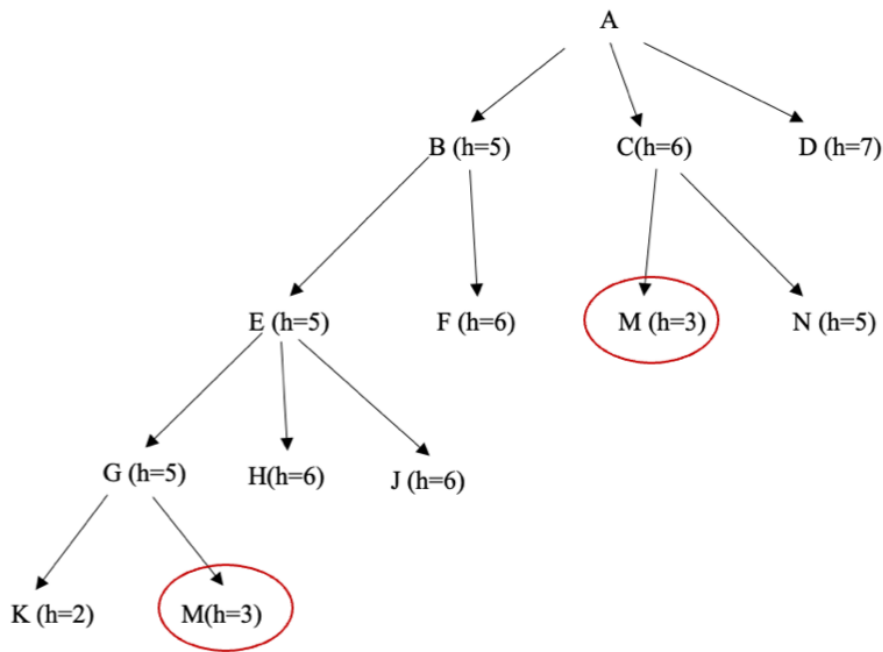 A
B (h=5) C(h=6) D (h=7)
E (h=5) F (h=6) M (h=3) N (h=5)
G (h=5) H(h=6) J (h=6)
K (h=2) M(h=3)